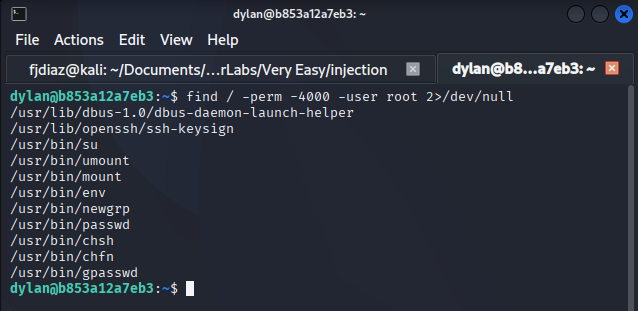 dylan@b853a12a7eb3: ~
File Actions Edit View Help
fjdiaz@kali: ~/Documents/...rLabs/Very Easy/injection
dylan@b8...a7eb3: ~
dylan@b853a12a7eb3:~$ find / -perm -4000 -user root 2>/dev/null
/usr/lib/dbus-1.0/dbus-daemon-launch-helper
/usr/lib/openssh/ssh-keysign
/usr/bin/su
/usr/bin/umount
/usr/bin/mount
/usr/bin/env
/usr/bin/newgrp
/usr/bin/passwd
/usr/bin/chsh
/usr/bin/chfn
/usr/bin/gpasswd
dylan@b853a12a7eb3:~$